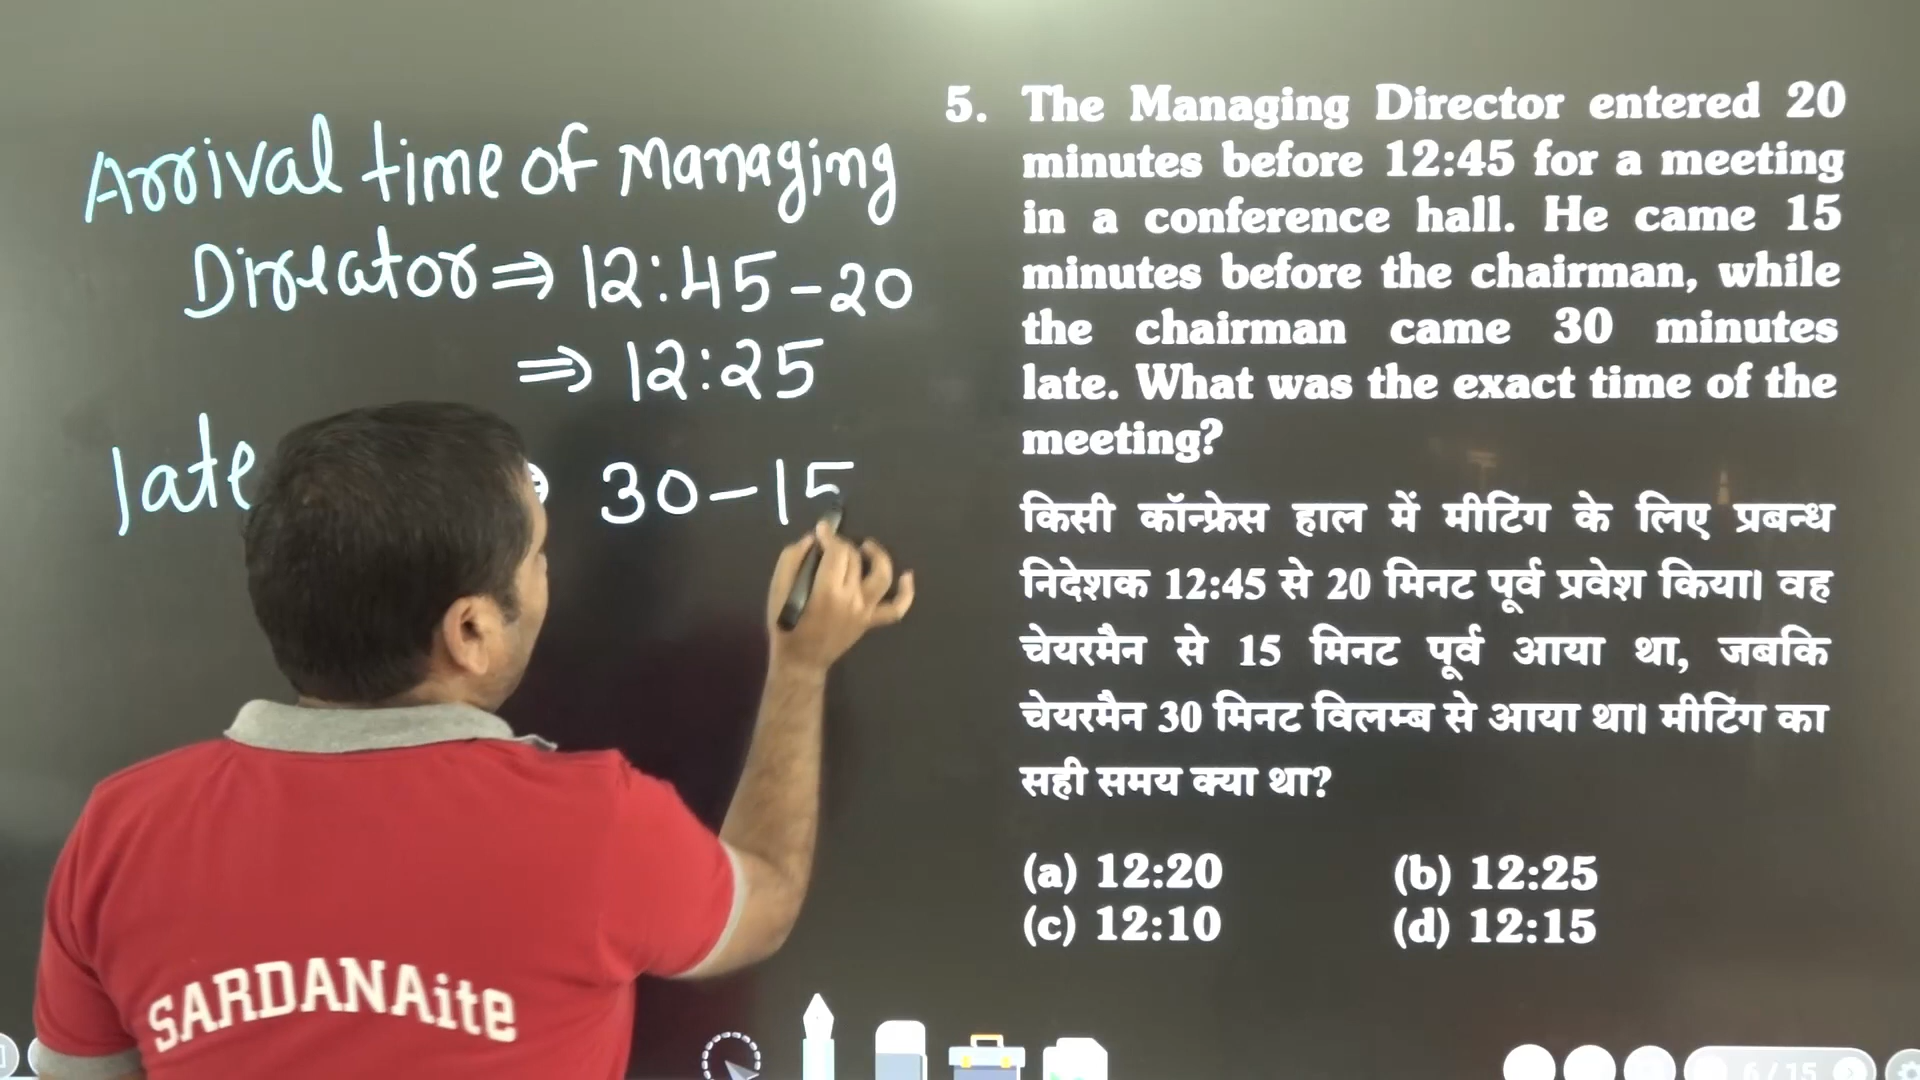 Arrival time of Managing
Director ⇒ 12:45-20
⇒ 12:25
late
30-15
5. The Managing Director entered 20
minutes before 12:45 for a meeting
in a conference hall. He came 15
minutes before the chairman, while
the chairman came 30 minutes
late. What was the exact time of the
meeting?
किसी कॉन्फ्रेस हाल में मीटिंग के लिए प्रबन्ध
निदेशक 12:45 से 20 मिनट पूर्व प्रवेश किया। वह
चेयरमैन से 15 मिनट पूर्व आया था, जबकि
चेयरमैन 30 मिनट विलम्ब से आया था। मीटिंग का
सही समय क्या था?
(a) 12:20 (b) 12:25
(c) 12:10 (d) 12:15
SARDANAite
6/15